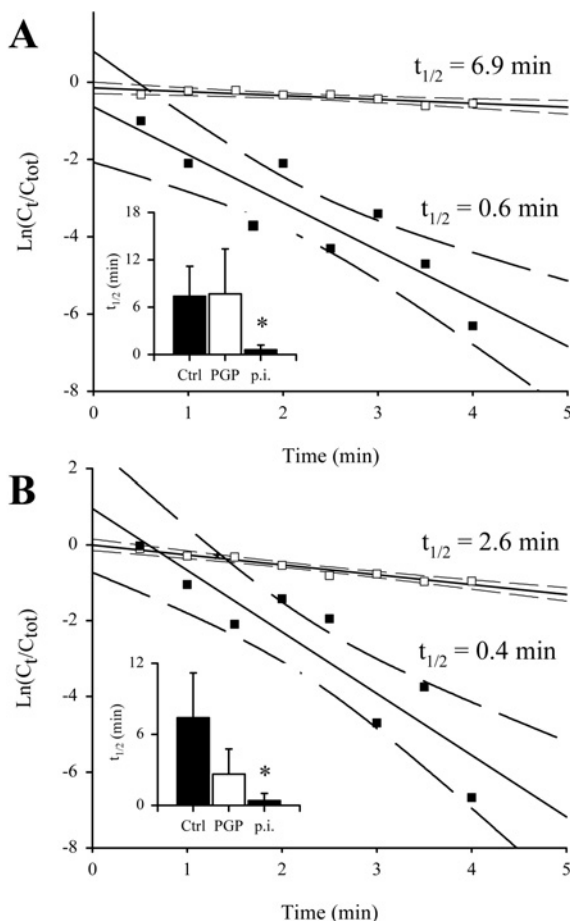 A
t1/2 = 6.9 min
0
-2
-4
-6
-8
Ln(Ct/Ctot)
t1/2 = 0.6 min
18
12
6
0
t1/2 (min)
*
Ctrl PGP p.i.
0 1 2 3 4 5
Time (min)
B
2
0
-2
-4
-6
-8
Ln(Ct/Ctot)
t1/2 = 2.6 min
t1/2 = 0.4 min
12
6
0
t1/2 (min)
*
Ctrl PGP p.i.
0 1 2 3 4 5
Time (min)